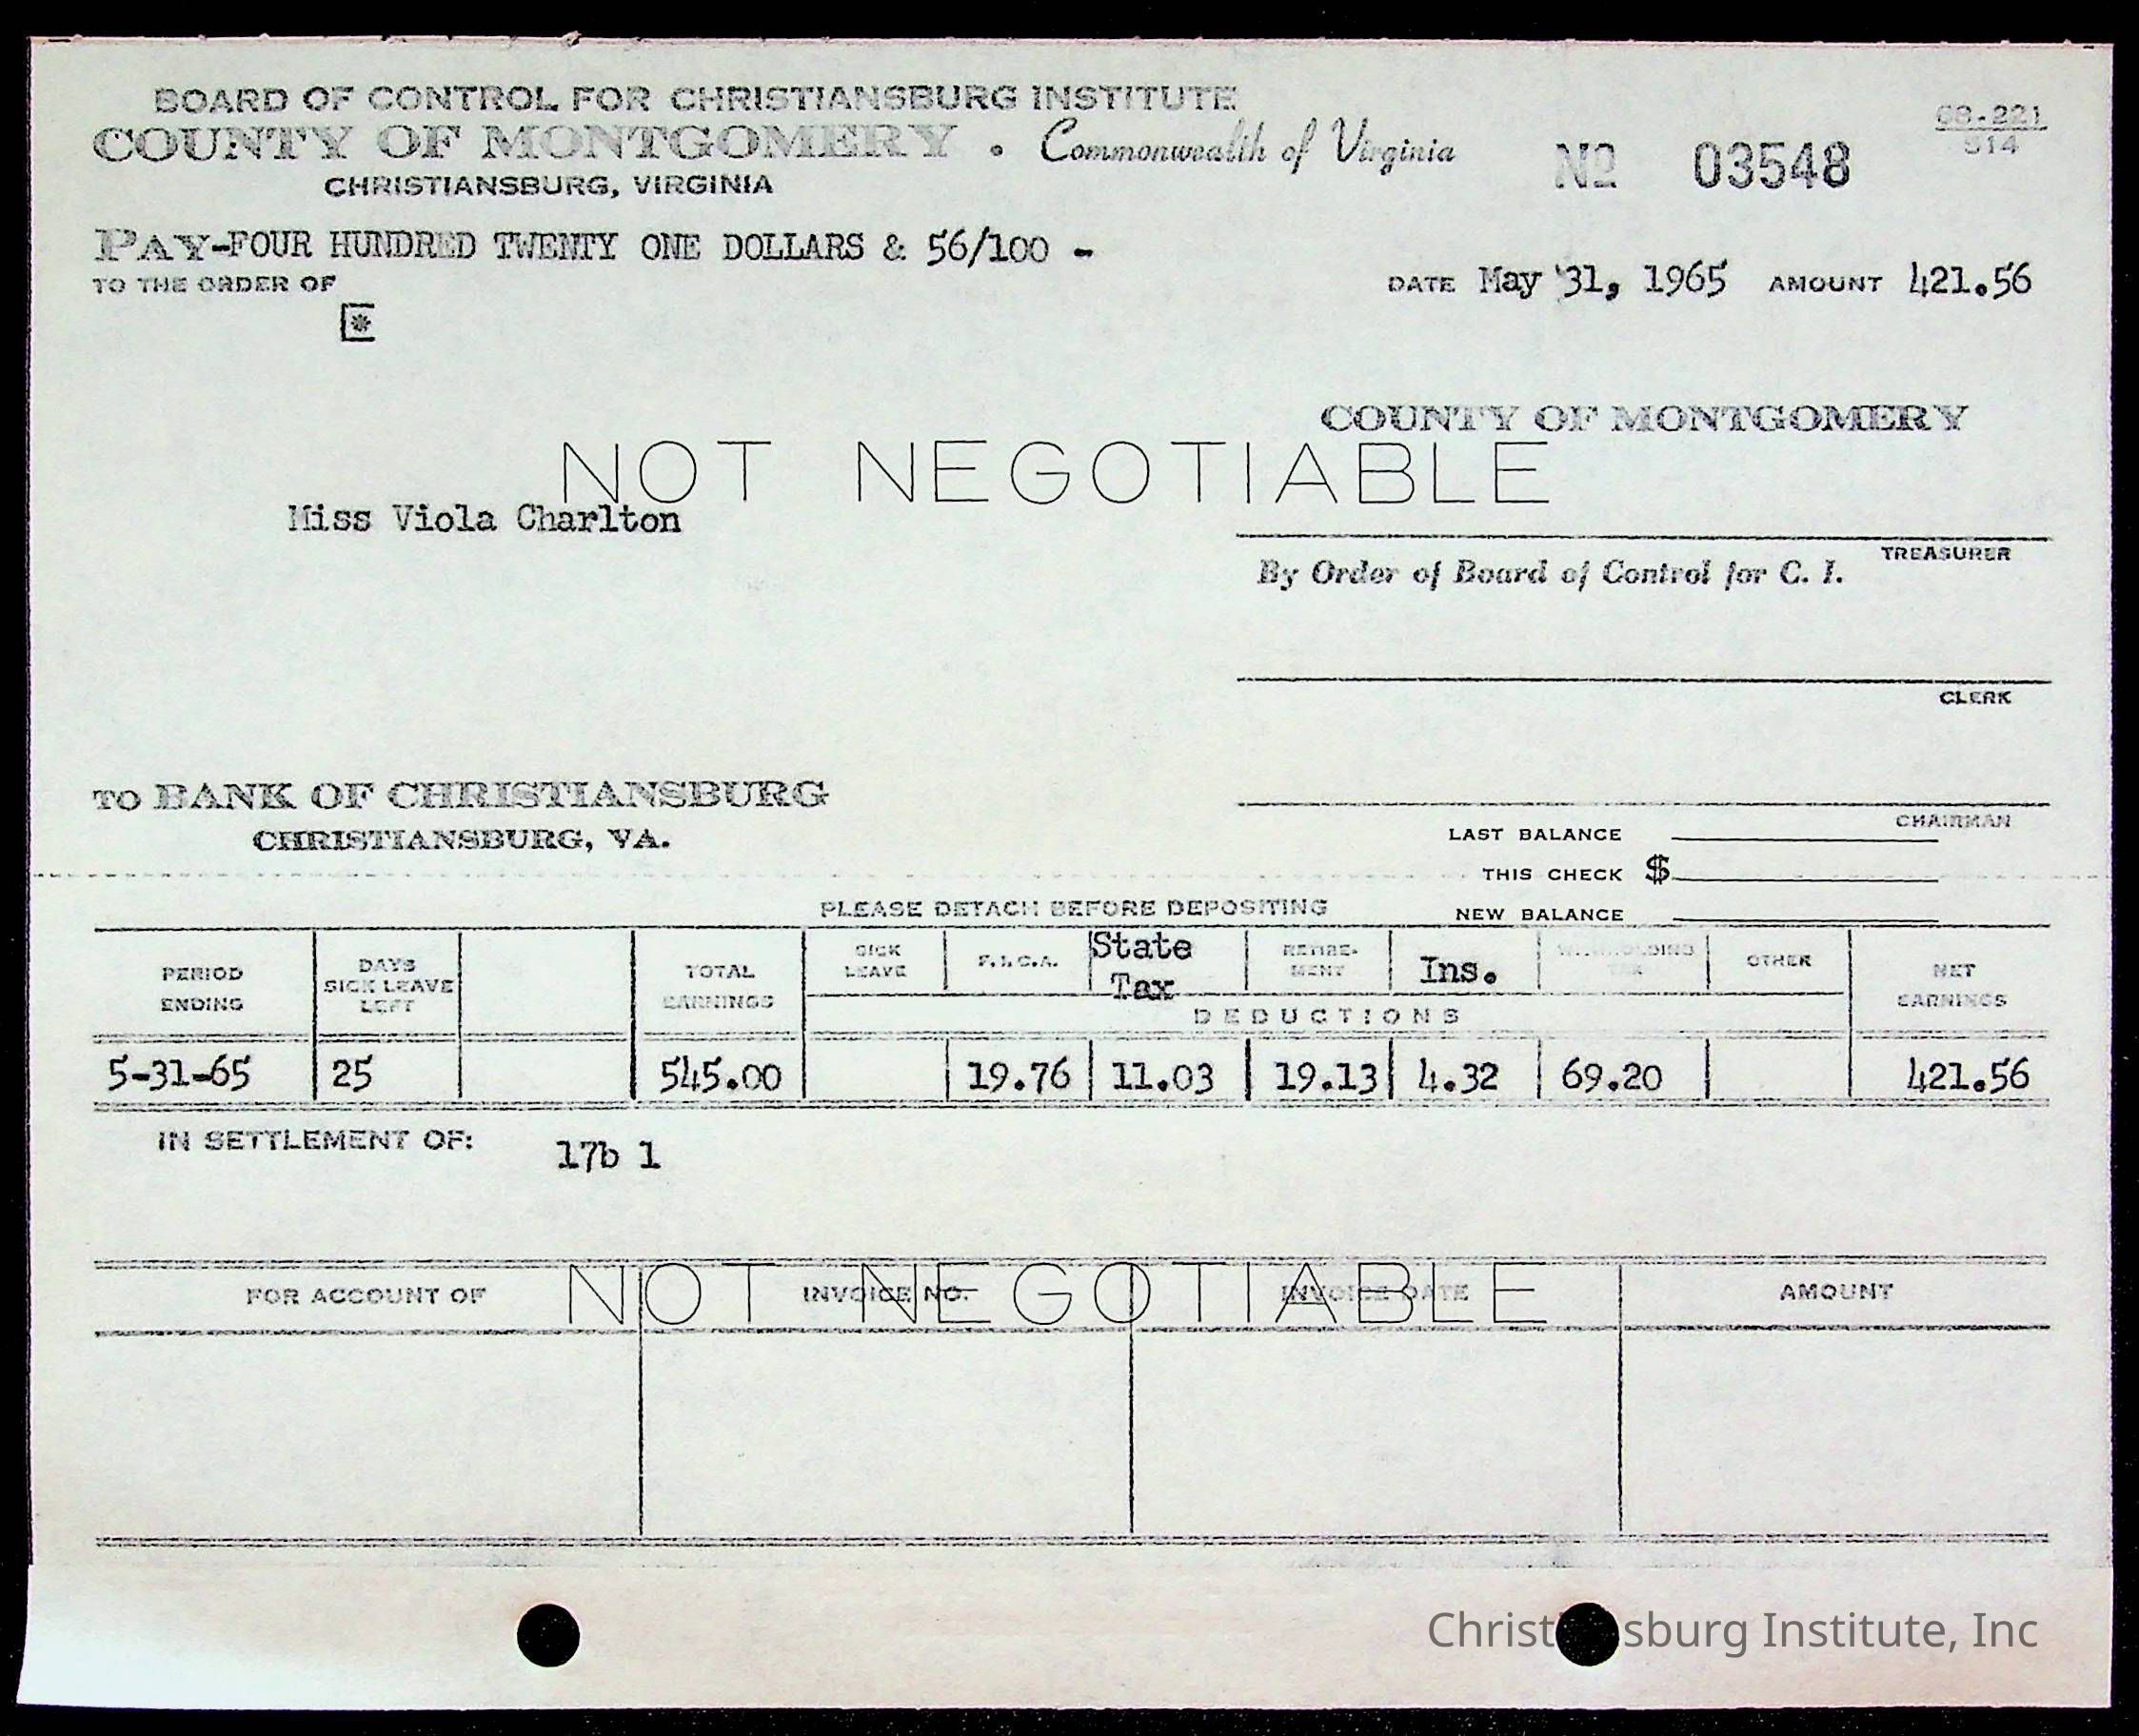 BOARD OF CONTROL FOR CHRISTIANSBURG INSTITUTE
COUNTY OF MONTGOMERY • Commonwealth of Virginia
CHRISTIANSBURG, VIRGINIA
No 03548
68-221
514
PAY-FOUR HUNDRED TWENTY ONE DOLLARS & 56/100 -
TO THE ORDER OF
DATE May 31, 1965 AMOUNT 421.56
COUNTY OF MONTGOMERY
NOT NEGOTIABLE
Miss Viola Charlton
TREASURER
By Order of Board of Control for C. I.
CLERK
TO BANK OF CHRISTIANSBURG
CHRISTIANSBURG, VA.
CHAIRMAN
LAST BALANCE
THIS CHECK $
NEW BALANCE
PLEASE DETACH BEFORE DEPOSITING
PERIOD ENDING
DAYS SICK LEAVE LEFT
TOTAL EARNINGS
SICK LEAVE
F.I.C.A.
State Tax
RETIRE-MENT
Ins.
WITHHOLDING TAX
OTHER
NET EARNINGS
DEDUCTIONS
5-31-65 25 545.00 19.76 11.03 19.13 4.32 69.20 421.56
IN SETTLEMENT OF: 17b 1
NOT NEGOTIABLE
FOR ACCOUNT OF INVOICE NO. INVOICE DATE AMOUNT
Christiansburg Institute, Inc